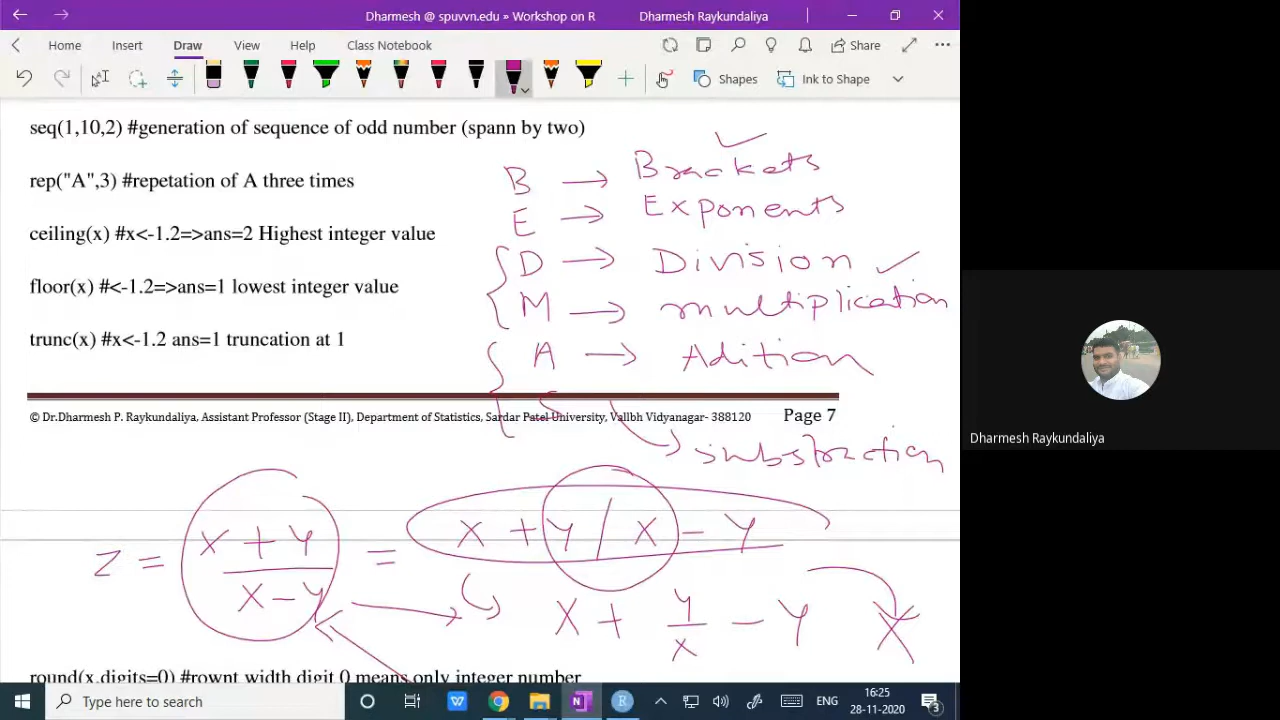 Dharmesh @ spuvvn.edu » Workshop on R
Dharmesh Raykundaliya
Home Insert Draw View Help Class Notebook Share
Shapes Ink to Shape
seq(1,10,2) #generation of sequence of odd number (spann by two)
rep("A",3) #repetation of A three times
ceiling(x) #x<-1.2=>ans=2 Highest integer value
floor(x) #<-1.2=>ans=1 lowest integer value
trunc(x) #x<-1.2 ans=1 truncation at 1
B → Brackets
E → Exponents
D → Division
M → multiplication
A → Adition
S → substraction
© Dr.Dharmesh P. Raykundaliya, Assistant Professor (Stage II), Department of Statistics, Sardar Patel University, Vallbh Vidyanagar- 388120 Page 7
z = x + y / x - y = x + y / x - y
x + y / x - y X
round(x,digits=0) #rownt width digit 0 means only integer number
Dharmesh Raykundaliya
Type here to search
ENG
16:25
28-11-2020
3